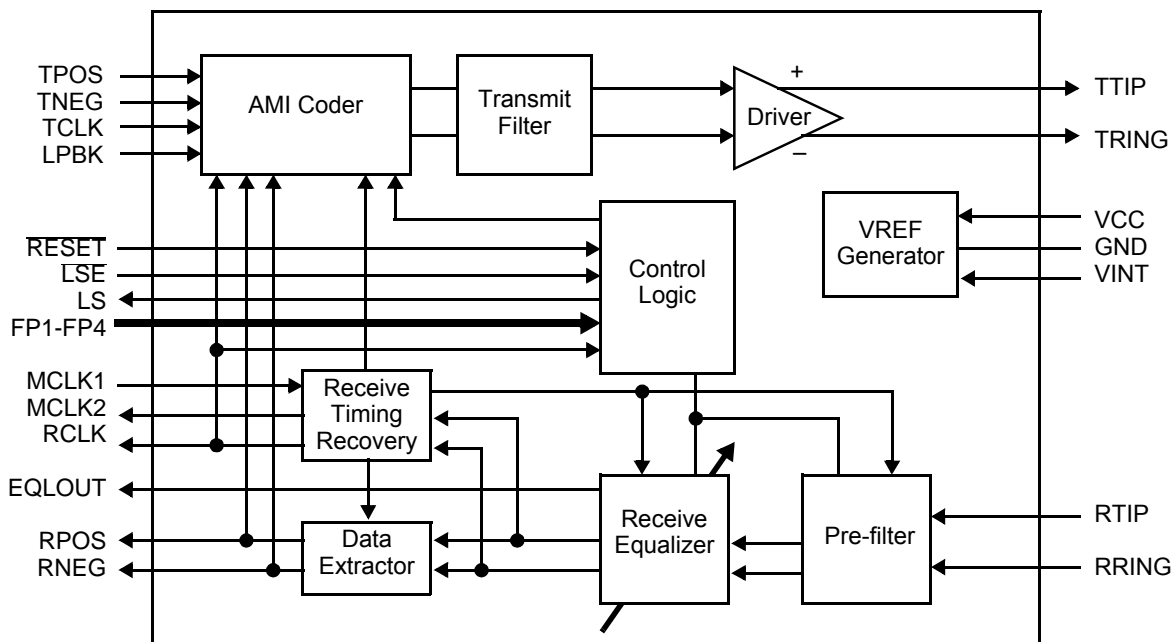 TPOS
TNEG
TCLK
LPBK
AMI Coder
Transmit
Filter
Driver
+
−
TTIP
TRING
RESET
LSE
LS
FP1-FP4
Control
Logic
VREF
Generator
VCC
GND
VINT
MCLK1
MCLK2
RCLK
Receive
Timing
Recovery
EQLOUT
RPOS
RNEG
Data
Extractor
Receive
Equalizer
Pre-filter
RTIP
RRING